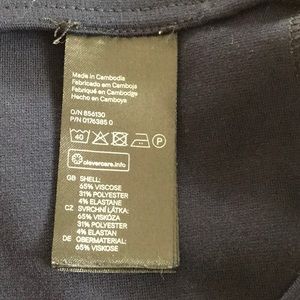 Made in Cambodia
Fabricado em Camboja
Fabriqué en Cambodge
Hecho en Camboya
O/N 856130
P/N 0176385 0
40 P
clevercare.info
GB SHELL:
65% VISCOSE
31% POLYESTER
4% ELASTANE
CZ SVRCHNÍ LÁTKA:
65% VISKÓZA
31% POLYESTER
4% ELASTAN
DE OBERMATERIAL:
65% VISKOSE